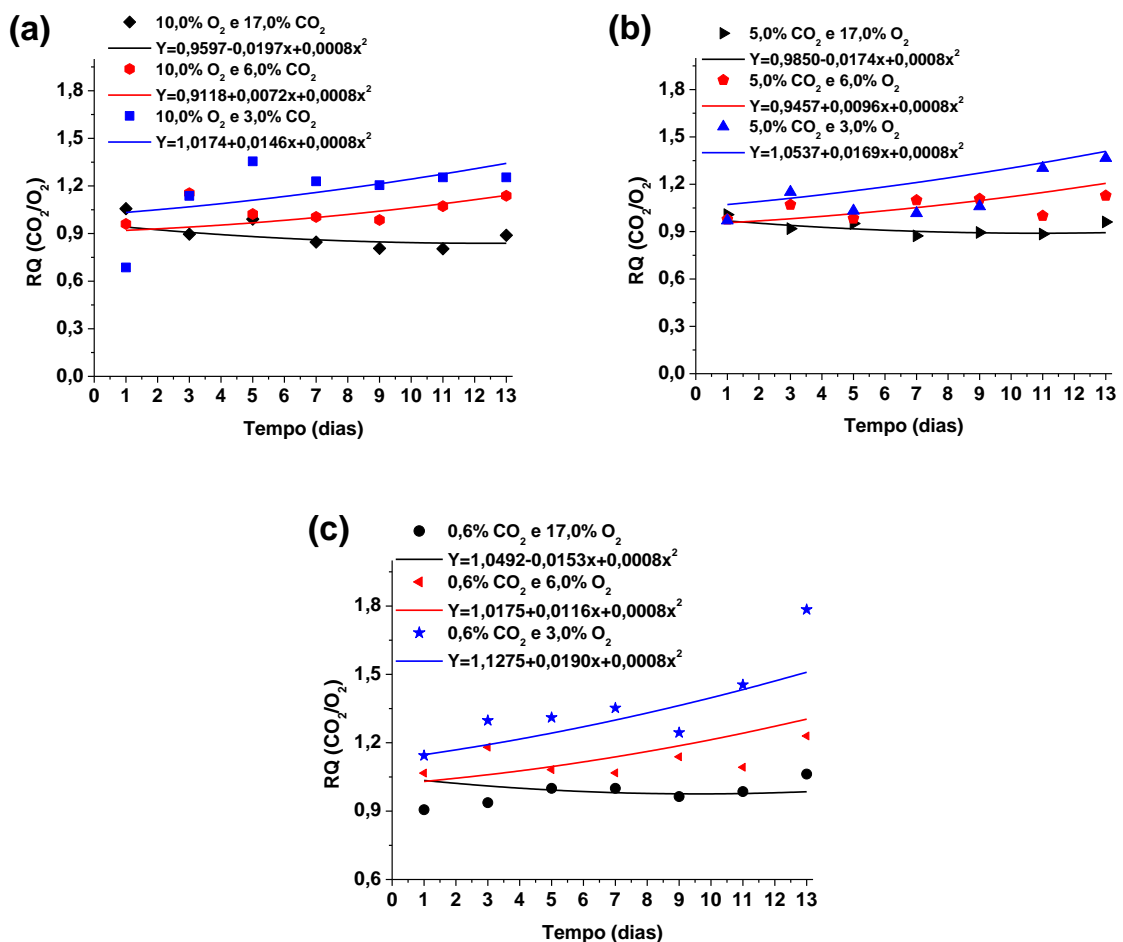 (a)
10,0% O₂ e 17,0% CO₂
Y=0,9597-0,0197x+0,0008x²
10,0% O₂ e 6,0% CO₂
Y=0,9118+0,0072x+0,0008x²
10,0% O₂ e 3,0% CO₂
Y=1,0174+0,0146x+0,0008x²
1,8
1,5
1,2
0,9
0,6
0,3
0,0
RQ (CO₂/O₂)
0 1 2 3 4 5 6 7 8 9 10 11 12 13
Tempo (dias)
(b)
5,0% CO₂ e 17,0% O₂
Y=0,9850-0,0174x+0,0008x²
5,0% CO₂ e 6,0% O₂
Y=0,9457+0,0096x+0,0008x²
5,0% CO₂ e 3,0% O₂
Y=1,0537+0,0169x+0,0008x²
1,8
1,5
1,2
0,9
0,6
0,3
0,0
RQ (CO₂/O₂)
0 1 2 3 4 5 6 7 8 9 10 11 12 13
Tempo (dias)
(c)
0,6% CO₂ e 17,0% O₂
Y=1,0492-0,0153x+0,0008x²
0,6% CO₂ e 6,0% O₂
Y=1,0175+0,0116x+0,0008x²
0,6% CO₂ e 3,0% O₂
Y=1,1275+0,0190x+0,0008x²
1,8
1,5
1,2
0,9
0,6
RQ (CO₂/O₂)
0 1 2 3 4 5 6 7 8 9 10 11 12 13
Tempo (dias)